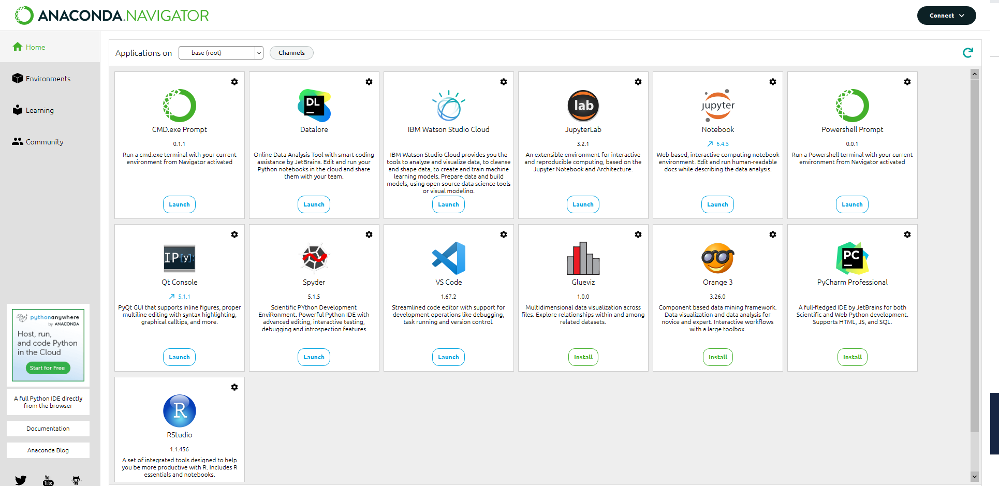 ANACONDA.NAVIGATOR
Connect
Home
Environments
Learning
Community
Applications on
base (root)
Channels
CMD.exe Prompt
0.1.1
Run a cmd.exe terminal with your current
environment from Navigator activated
Launch
DL
Datalore
Online Data Analysis Tool with smart coding
assistance by JetBrains. Edit and run your
Python notebooks in the cloud and share
them with your team.
Launch
IBM Watson Studio Cloud
IBM Watson Studio Cloud provides you the
tools to analyze and visualize data, to cleanse
and shape data, to create and train machine
learning models. Prepare data and build
models, using open source data science tools
or visual modeling.
Launch
lab
JupyterLab
3.2.1
An extensible environment for interactive
and reproducible computing, based on the
Jupyter Notebook and Architecture.
Launch
jupyter
Notebook
6.4.5
Web-based, interactive computing notebook
environment. Edit and run human-readable
docs while describing the data analysis.
Launch
Powershell Prompt
0.0.1
Run a Powershell terminal with your current
environment from Navigator activated
Launch
IP[y]:
Qt Console
5.1.1
PyQt GUI that supports inline figures, proper
multiline editing with syntax highlighting,
graphical calltips, and more.
Launch
Spyder
5.1.5
Scientific PYthon Development
EnviRonment. Powerful Python IDE with
advanced editing, interactive testing,
debugging and introspection features
Launch
VS Code
1.67.2
Streamlined code editor with support for
development operations like debugging,
task running and version control.
Launch
Glueviz
1.0.0
Multidimensional data visualization across
files. Explore relationships within and among
related datasets.
Install
Orange 3
3.26.0
Component based data mining framework.
Data visualization and data analysis for
novice and expert. Interactive workflows
with a large toolbox.
Install
PC
PyCharm Professional
A full-fledged IDE by JetBrains for both
Scientific and Web Python development.
Supports HTML, JS, and SQL.
Install
R
RStudio
1.1.456
A set of integrated tools designed to help
you be more productive with R. Includes R
essentials and notebooks.
pythonanywhere
by ANACONDA
Host, run,
and code Python
in the Cloud
Start for Free
A full Python IDE directly
from the browser
Documentation
Anaconda Blog
You
Tube